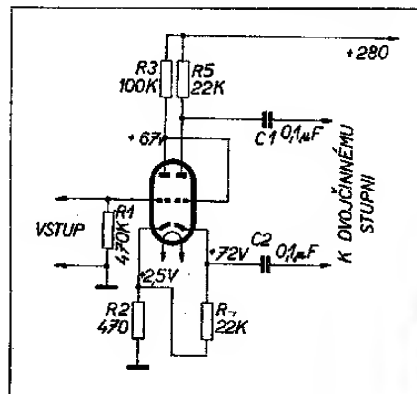 +280
R3
100K
R5
22K
C1
0,1µF
+67V
VSTUP
R1
470K
K DVOJČINNÉMU
STUPNI
+2,5V
+72V
C2
0,1µF
R2
470
22K